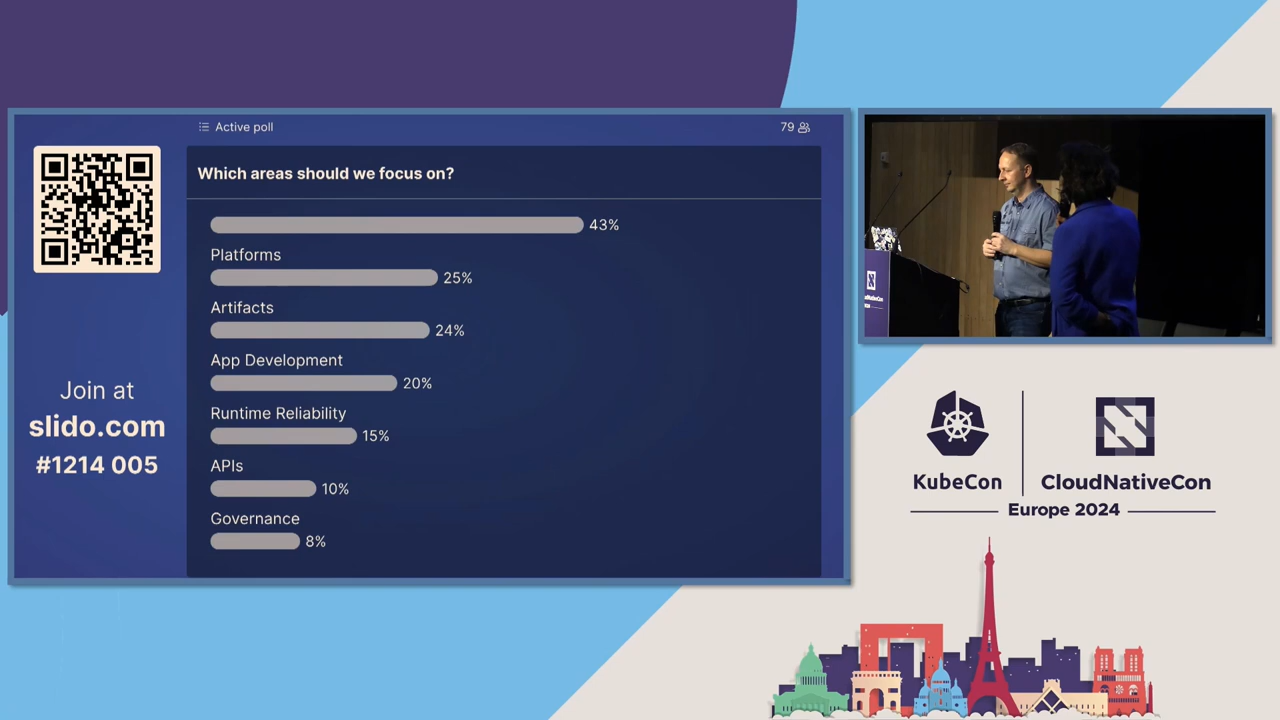 Active poll
79
Which areas should we focus on?
43%
Platforms
25%
Artifacts
24%
App Development
20%
Runtime Reliability
15%
APIs
10%
Governance
8%
Join at
slido.com
#1214 005
KubeCon
CloudNativeCon
Europe 2024